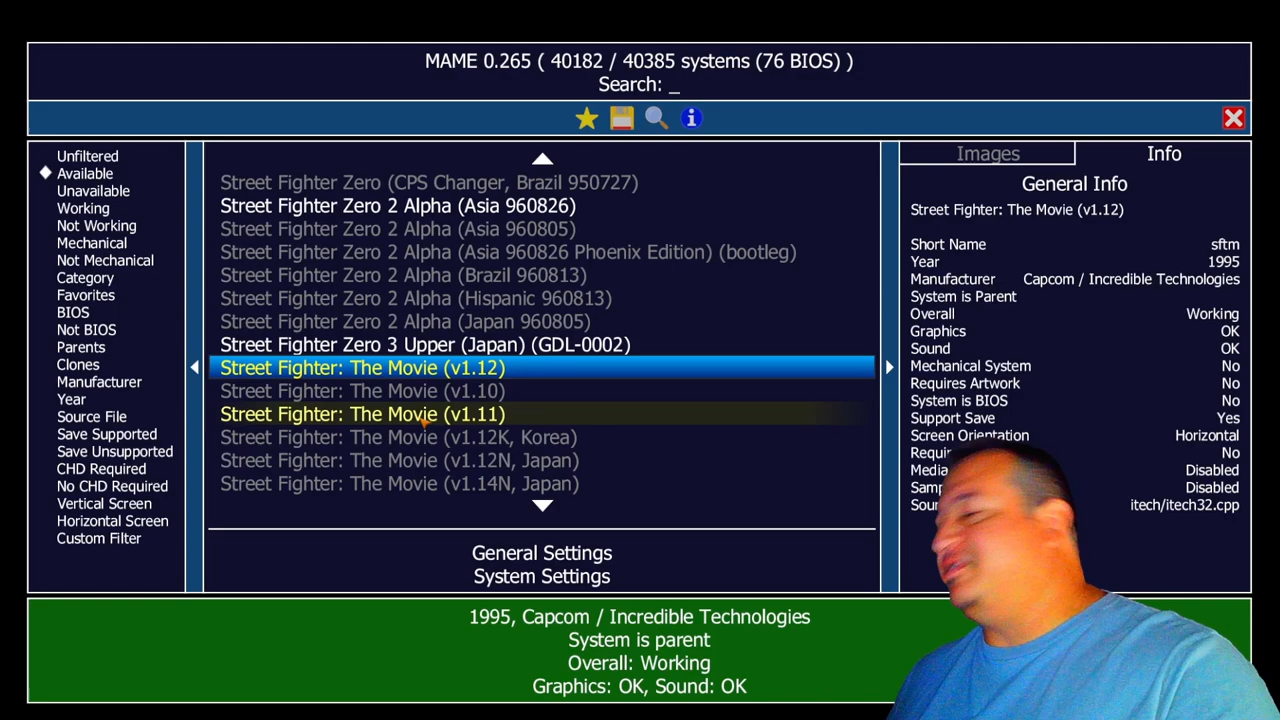 MAME 0.265 ( 40182 / 40385 systems (76 BIOS) )
Search: _
Unfiltered
Available
Unavailable
Working
Not Working
Mechanical
Not Mechanical
Category
Favorites
BIOS
Not BIOS
Parents
Clones
Manufacturer
Year
Source File
Save Supported
Save Unsupported
CHD Required
No CHD Required
Vertical Screen
Horizontal Screen
Custom Filter
Street Fighter Zero (CPS Changer, Brazil 950727)
Street Fighter Zero 2 Alpha (Asia 960826)
Street Fighter Zero 2 Alpha (Asia 960805)
Street Fighter Zero 2 Alpha (Asia 960826 Phoenix Edition) (bootleg)
Street Fighter Zero 2 Alpha (Brazil 960813)
Street Fighter Zero 2 Alpha (Hispanic 960813)
Street Fighter Zero 2 Alpha (Japan 960805)
Street Fighter Zero 3 Upper (Japan) (GDL-0002)
Street Fighter: The Movie (v1.12)
Street Fighter: The Movie (v1.10)
Street Fighter: The Movie (v1.11)
Street Fighter: The Movie (v1.12K, Korea)
Street Fighter: The Movie (v1.12N, Japan)
Street Fighter: The Movie (v1.14N, Japan)
General Settings
System Settings
Images Info
General Info
Street Fighter: The Movie (v1.12)
Short Name sftm
Year 1995
Manufacturer Capcom / Incredible Technologies
System is Parent
Overall Working
Graphics OK
Sound OK
Mechanical System No
Requires Artwork No
System is BIOS No
Support Save Yes
Screen Orientation Horizontal
No
Media Disabled
Disabled
itech/itech32.cpp
1995, Capcom / Incredible Technologies
System is parent
Overall: Working
Graphics: OK, Sound: OK